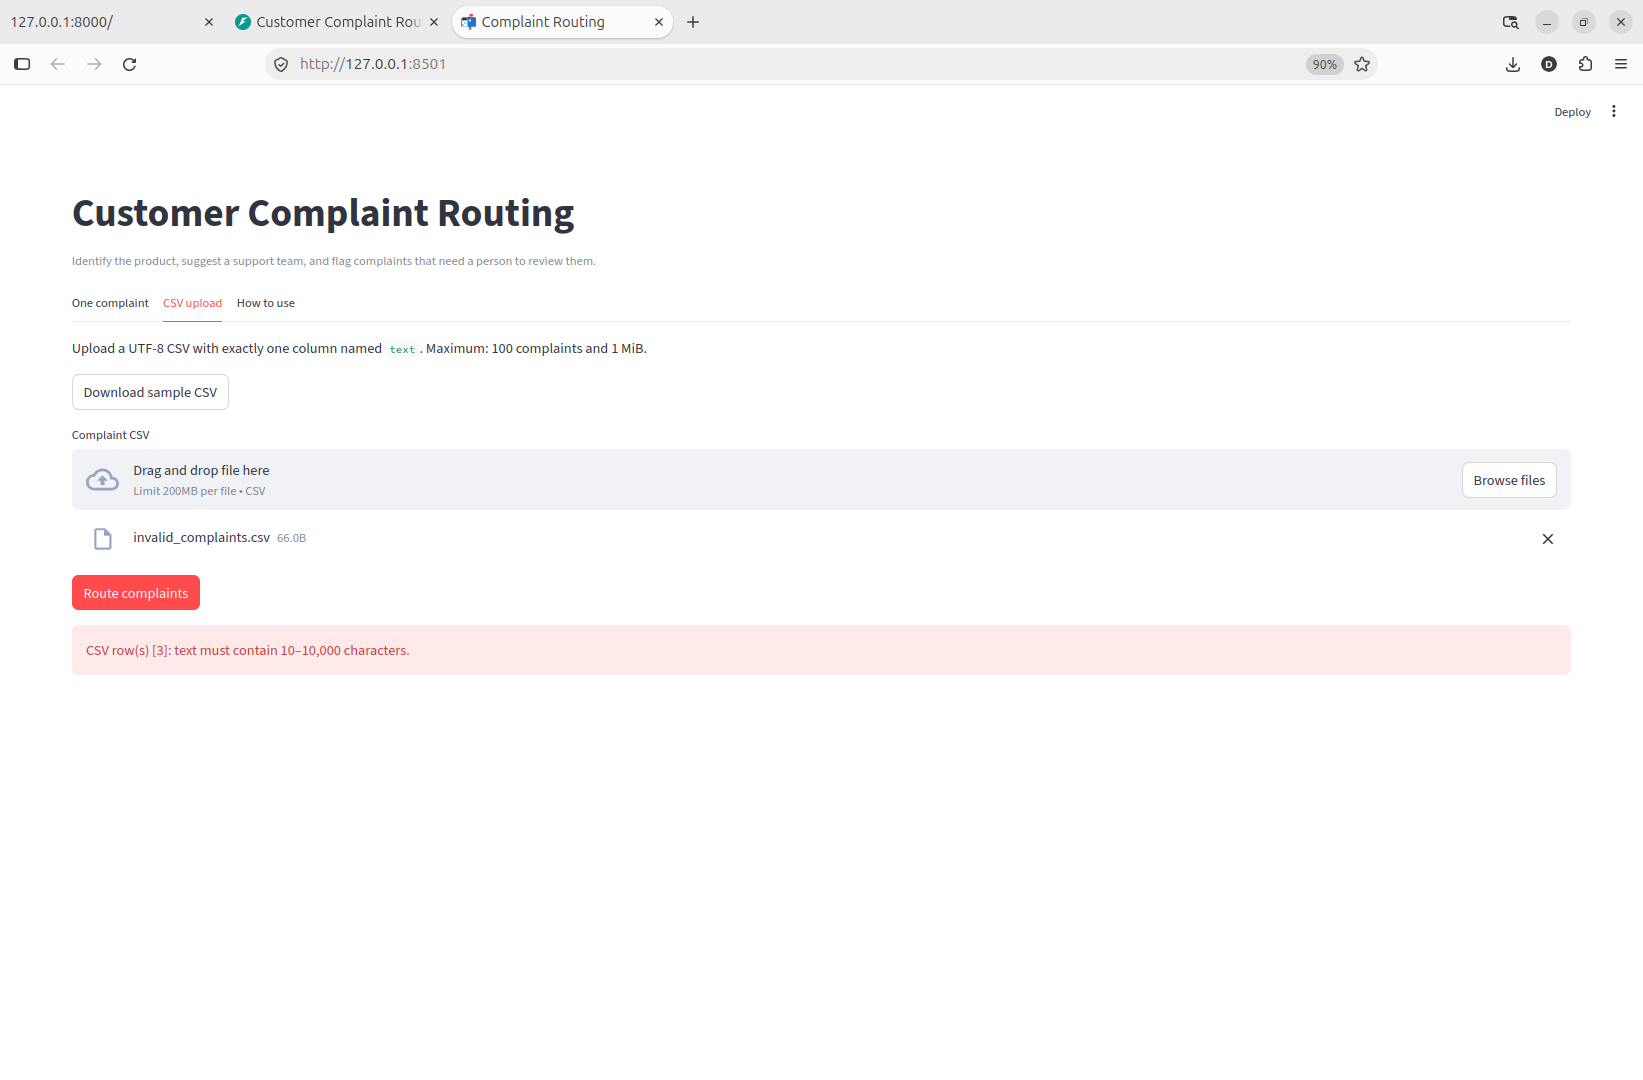 127.0.0.1:8000/
Customer Complaint Rou
Complaint Routing
http://127.0.0.1:8501
90%
D
Deploy
Customer Complaint Routing
Identify the product, suggest a support team, and flag complaints that need a person to review them.
One complaint CSV upload How to use
Upload a UTF-8 CSV with exactly one column named text. Maximum: 100 complaints and 1 MiB.
Download sample CSV
Complaint CSV
Drag and drop file here
Limit 200MB per file • CSV
Browse files
invalid_complaints.csv 66.0B
Route complaints
CSV row(s) [3]: text must contain 10–10,000 characters.